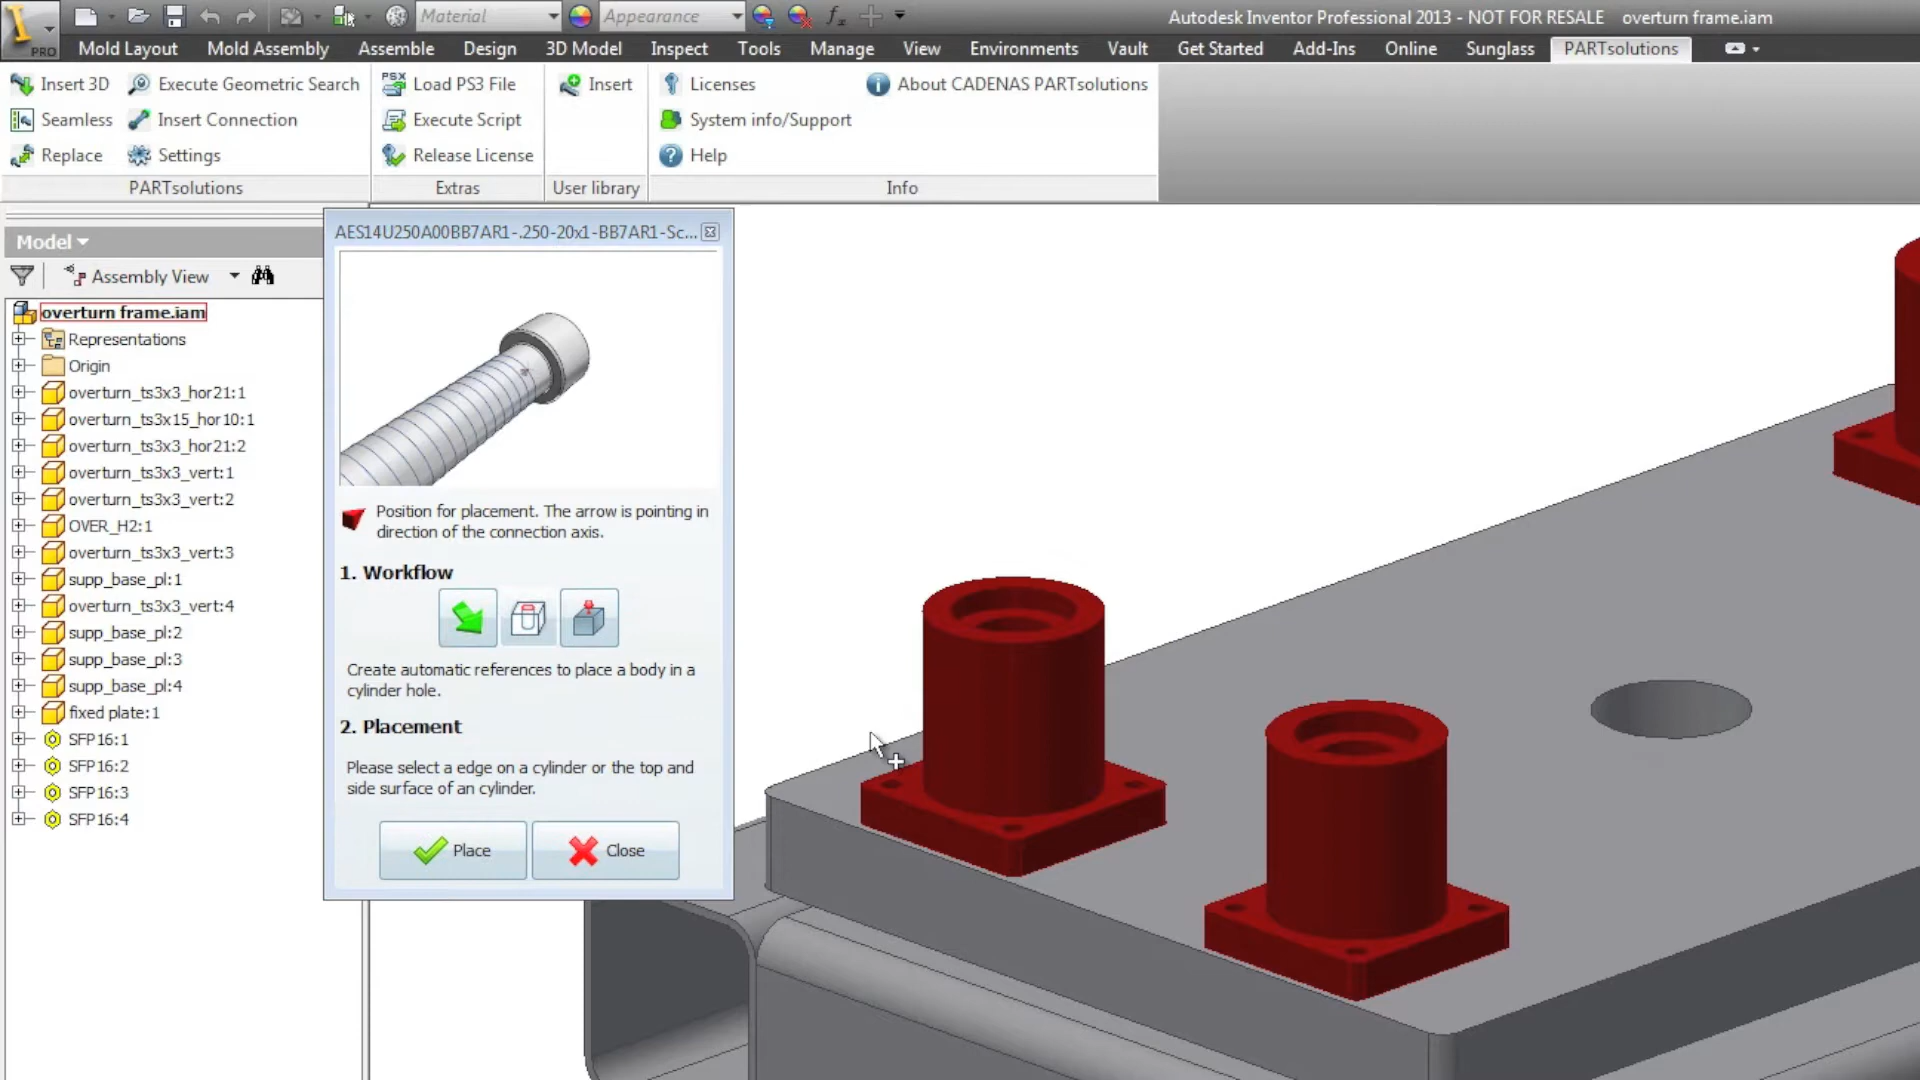 Material
Appearance
fx
Autodesk Inventor Professional 2013 - NOT FOR RESALE overturn frame.iam
PRO
Mold Layout Mold Assembly Assemble Design 3D Model Inspect Tools Manage View Environments Vault Get Started Add-Ins Online Sunglass PARTsolutions
Insert 3D Execute Geometric Search PSX Load PS3 File Insert Licenses About CADENAS PARTsolutions
Seamless Insert Connection Execute Script System info/Support
Replace Settings Release License Help
PARTsolutions Extras User library Info
Model
Assembly View
overturn frame.iam
Representations
Origin
overturn_ts3x3_hor21:1
overturn_ts3x15_hor10:1
overturn_ts3x3_hor21:2
overturn_ts3x3_vert:1
overturn_ts3x3_vert:2
OVER_H2:1
overturn_ts3x3_vert:3
supp_base_pl:1
overturn_ts3x3_vert:4
supp_base_pl:2
supp_base_pl:3
supp_base_pl:4
fixed plate:1
SFP16:1
SFP16:2
SFP16:3
SFP16:4
AES14U250A00BB7AR1-.250-20x1-BB7AR1-Sc...
Position for placement. The arrow is pointing in
direction of the connection axis.
1. Workflow
Create automatic references to place a body in a
cylinder hole.
2. Placement
Please select a edge on a cylinder or the top and
side surface of an cylinder.
Place Close